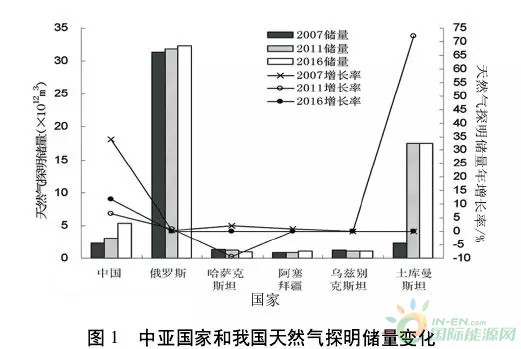 35
30
25
20
15
10
5
0
天然气探明储量(×10¹²m³)
2007储量
2011储量
2016储量
2007增长率
2011增长率
2016增长率
75
70
65
60
55
50
45
40
35
30
25
20
15
10
5
0
-5
-10
天然气探明储量年增长率/%
中国
俄罗斯
哈萨克
斯坦
阿塞
拜疆
乌兹别
克斯坦
土库曼
斯坦
国家
IN-EN.com
国际能源网
图 1 中亚国家和我国天然气探明储量变化